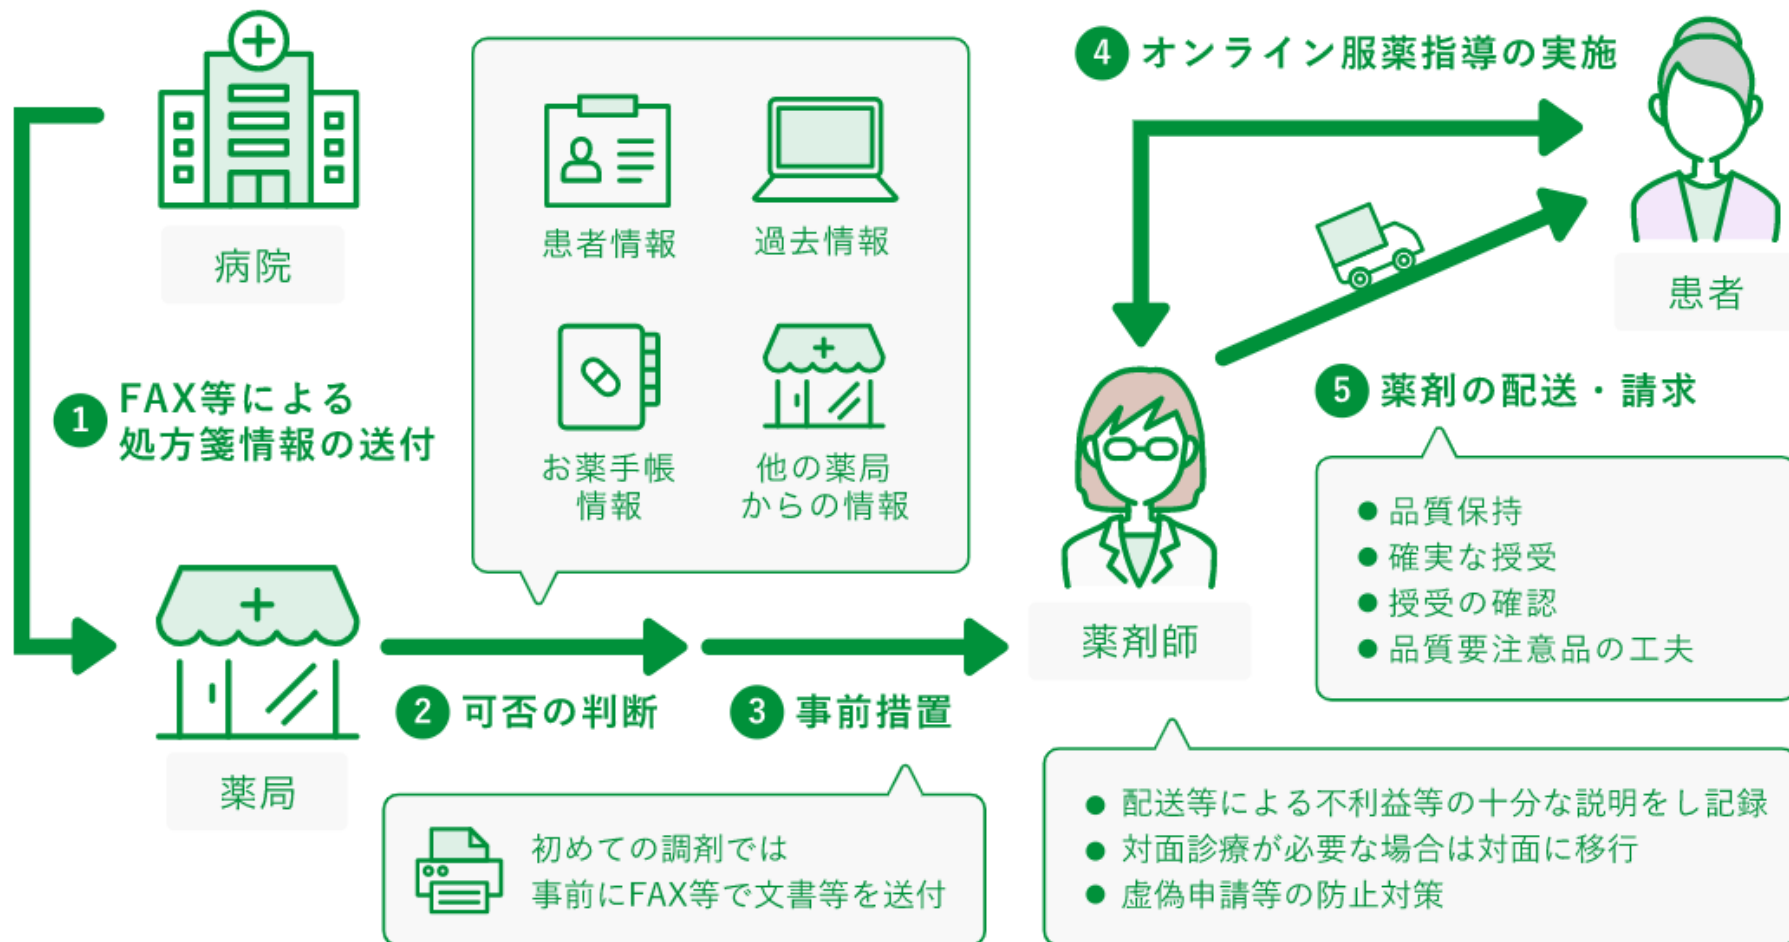 病院
1 FAX等による
処方箋情報の送付
薬局
患者情報
過去情報
お薬手帳
情報
他の薬局
からの情報
2 可否の判断
3 事前措置
初めての調剤では
事前にFAX等で文書等を送付
4 オンライン服薬指導の実施
患者
5 薬剤の配送・請求
● 品質保持
● 確実な授受
● 授受の確認
● 品質要注意品の工夫
薬剤師
● 配送等による不利益等の十分な説明をし記録
● 対面診療が必要な場合は対面に移行
● 虚偽申請等の防止対策